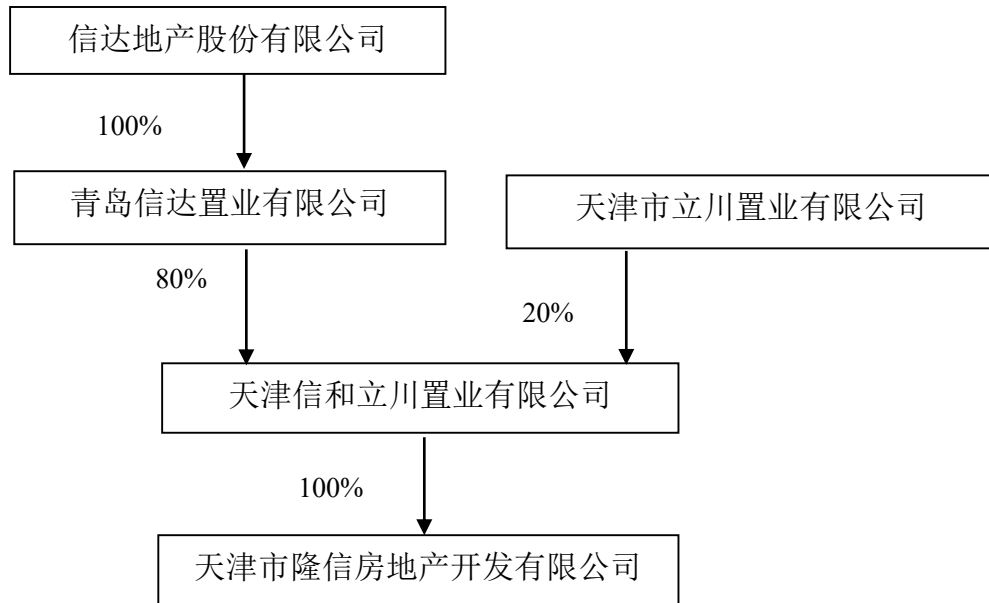 信达地产股份有限公司
100%
青岛信达置业有限公司
天津市立川置业有限公司
80%
20%
天津信和立川置业有限公司
100%
天津市隆信房地产开发有限公司